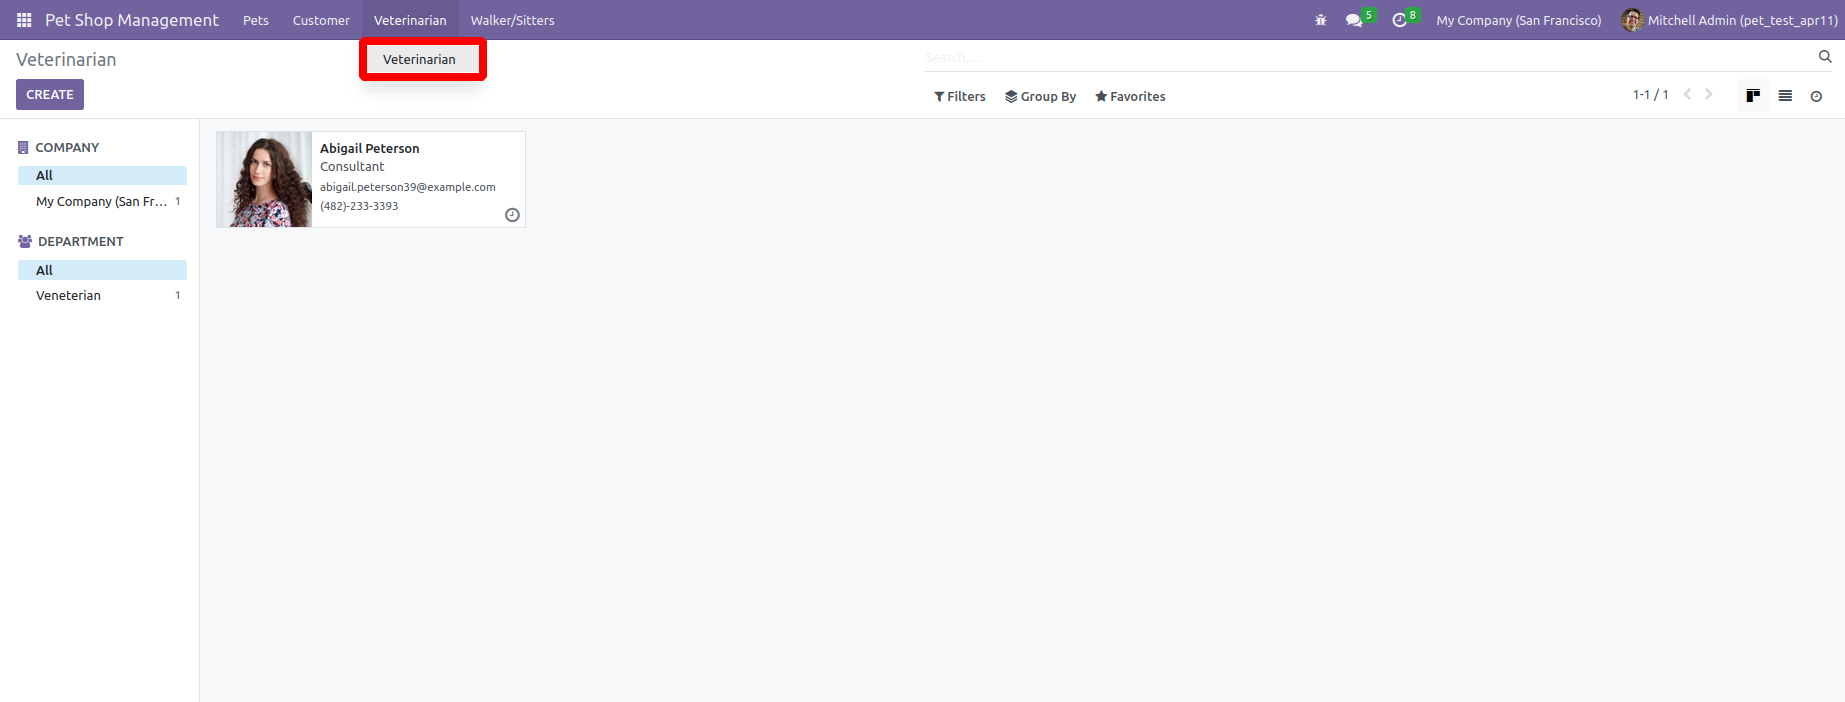 Pet Shop Management Pets Customer Veterinarian Walker/Sitters 5 8 My Company (San Francisco) Mitchell Admin (pet_test_apr11)
Veterinarian Veterinarian Search...
CREATE Filters Group By Favorites 1-1 / 1
COMPANY
All
My Company (San Fr... 1
DEPARTMENT
All
Veneterian 1
Abigail Peterson
Consultant
abigail.peterson39@example.com
(482)-233-3393